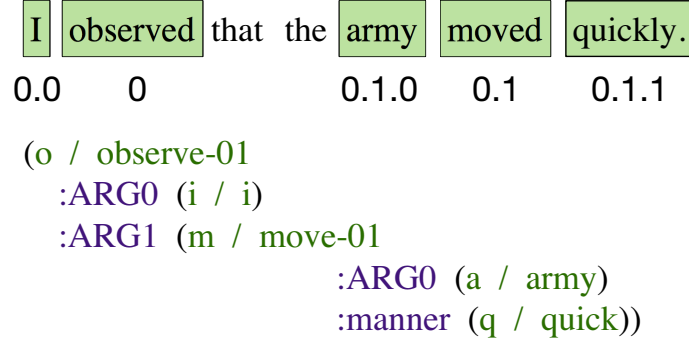 I observed that the army moved quickly.
0.0 0 0.1.0 0.1 0.1.1
(o / observe-01
:ARG0 (i / i)
:ARG1 (m / move-01
:ARG0 (a / army)
:manner (q / quick))